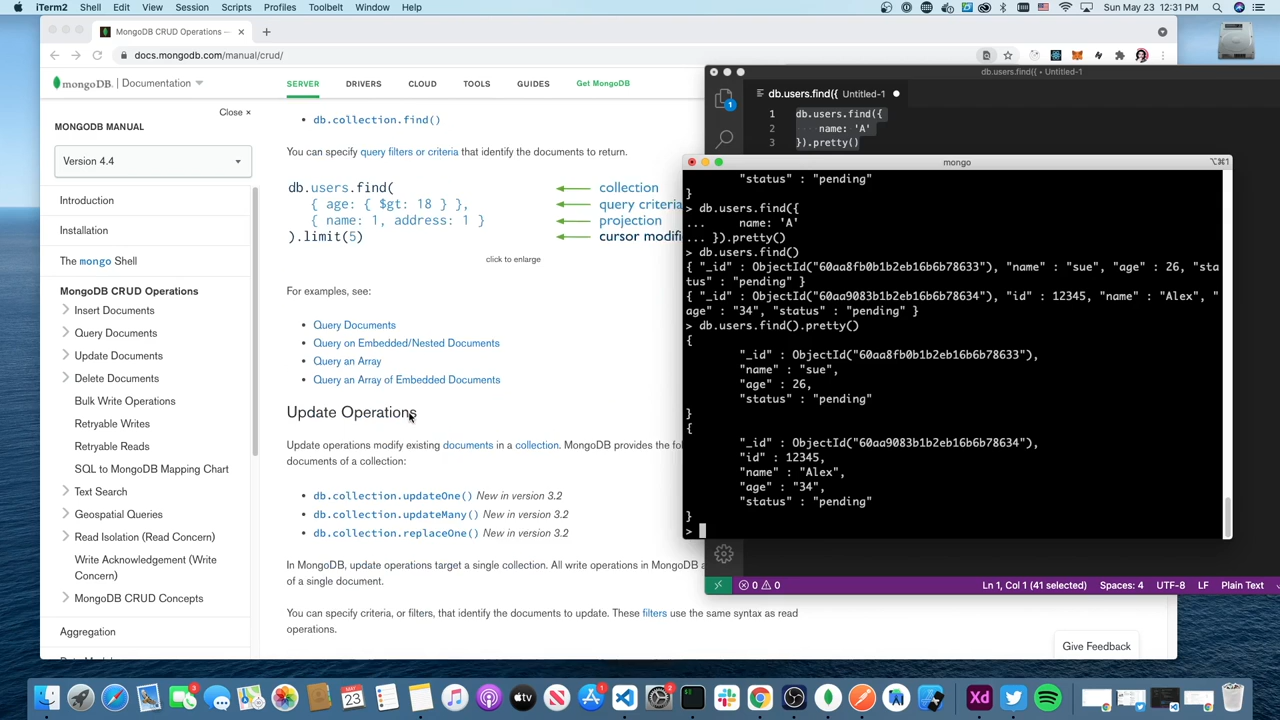 iTerm2 Shell Edit View Session Scripts Profiles Toolbelt Window Help
Sun May 23 12:31 PM
MongoDB CRUD Operations —
docs.mongodb.com/manual/crud/
mongoDB. Documentation
SERVER DRIVERS CLOUD TOOLS GUIDES Get MongoDB
Close ×
MONGODB MANUAL
Version 4.4
Introduction
Installation
The mongo Shell
MongoDB CRUD Operations
Insert Documents
Query Documents
Update Documents
Delete Documents
Bulk Write Operations
Retryable Writes
Retryable Reads
SQL to MongoDB Mapping Chart
Text Search
Geospatial Queries
Read Isolation (Read Concern)
Write Acknowledgement (Write
Concern)
MongoDB CRUD Concepts
Aggregation
• db.collection.find()
You can specify query filters or criteria that identify the documents to return.
db.users.find(
{ age: { $gt: 18 } },
{ name: 1, address: 1 }
).limit(5)
collection
query criteria
projection
cursor modifi
click to enlarge
For examples, see:
• Query Documents
• Query on Embedded/Nested Documents
• Query an Array
• Query an Array of Embedded Documents
Update Operations
Update operations modify existing documents in a collection. MongoDB provides the fol
documents of a collection:
• db.collection.updateOne() New in version 3.2
• db.collection.updateMany() New in version 3.2
• db.collection.replaceOne() New in version 3.2
In MongoDB, update operations target a single collection. All write operations in MongoDB a
of a single document.
You can specify criteria, or filters, that identify the documents to update. These filters use the same syntax as read
operations.
Give Feedback
db.users.find({ • Untitled-1
db.users.find({ Untitled-1
1 db.users.find({
2 name: 'A'
3 }).pretty()
mongo
⌥⌘1
"status" : "pending"
}
> db.users.find({
... name: 'A'
... }).pretty()
> db.users.find()
{ "_id" : ObjectId("60aa8fb0b1b2eb16b6b78633"), "name" : "sue", "age" : 26, "sta
tus" : "pending" }
{ "_id" : ObjectId("60aa9083b1b2eb16b6b78634"), "id" : 12345, "name" : "Alex", "
age" : "34", "status" : "pending" }
> db.users.find().pretty()
{
"_id" : ObjectId("60aa8fb0b1b2eb16b6b78633"),
"name" : "sue",
"age" : 26,
"status" : "pending"
}
{
"_id" : ObjectId("60aa9083b1b2eb16b6b78634"),
"id" : 12345,
"name" : "Alex",
"age" : "34",
"status" : "pending"
}
>
0 0 Ln 1, Col 1 (41 selected) Spaces: 4 UTF-8 LF Plain Text